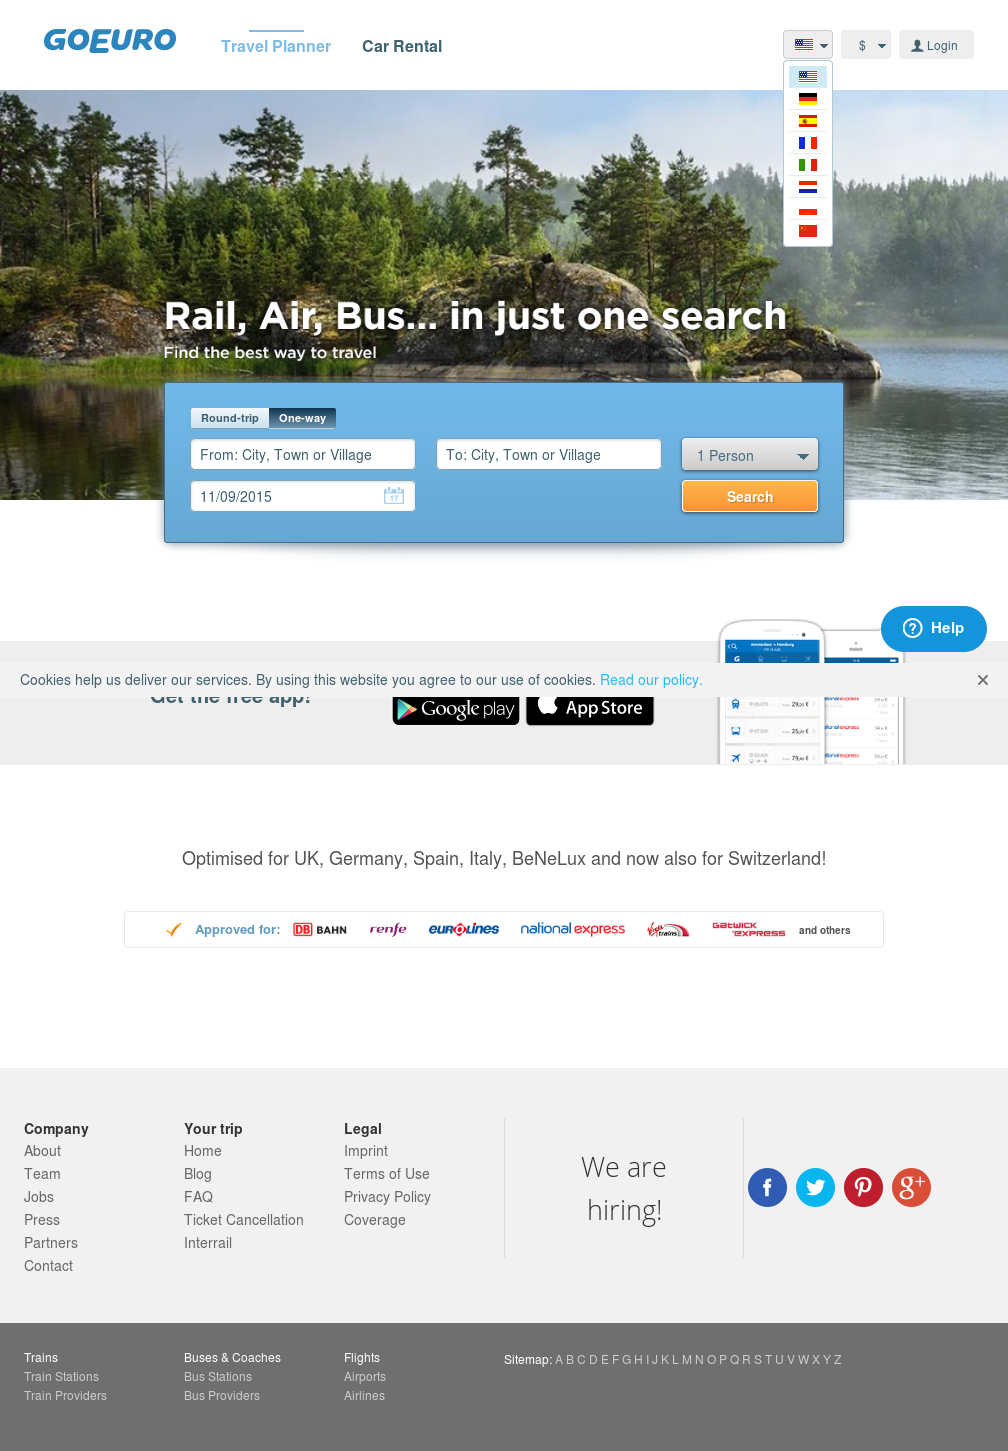 GOEURO
Travel Planner
Car Rental
$
Login
Rail, Air, Bus... in just one search
Find the best way to travel
Round-trip
One-way
From: City, Town or Village
To: City, Town or Village
1 Person
11/09/2015
17
Search
Help
Cookies help us deliver our services. By using this website you agree to our use of cookies. Read our policy.
Get the free app!
Google play
App Store
Optimised for UK, Germany, Spain, Italy, BeNeLux and now also for Switzerland!
Approved for:
DB BAHN
renfe
EUROLINES
national express
Virgin trains
GATWICK EXPRESS
and others
Company
About
Team
Jobs
Press
Partners
Contact
Your trip
Home
Blog
FAQ
Ticket Cancellation
Interrail
Legal
Imprint
Terms of Use
Privacy Policy
Coverage
We are
hiring!
Trains
Train Stations
Train Providers
Buses & Coaches
Bus Stations
Bus Providers
Flights
Airports
Airlines
Sitemap: A B C D E F G H I J K L M N O P Q R S T U V W X Y Z